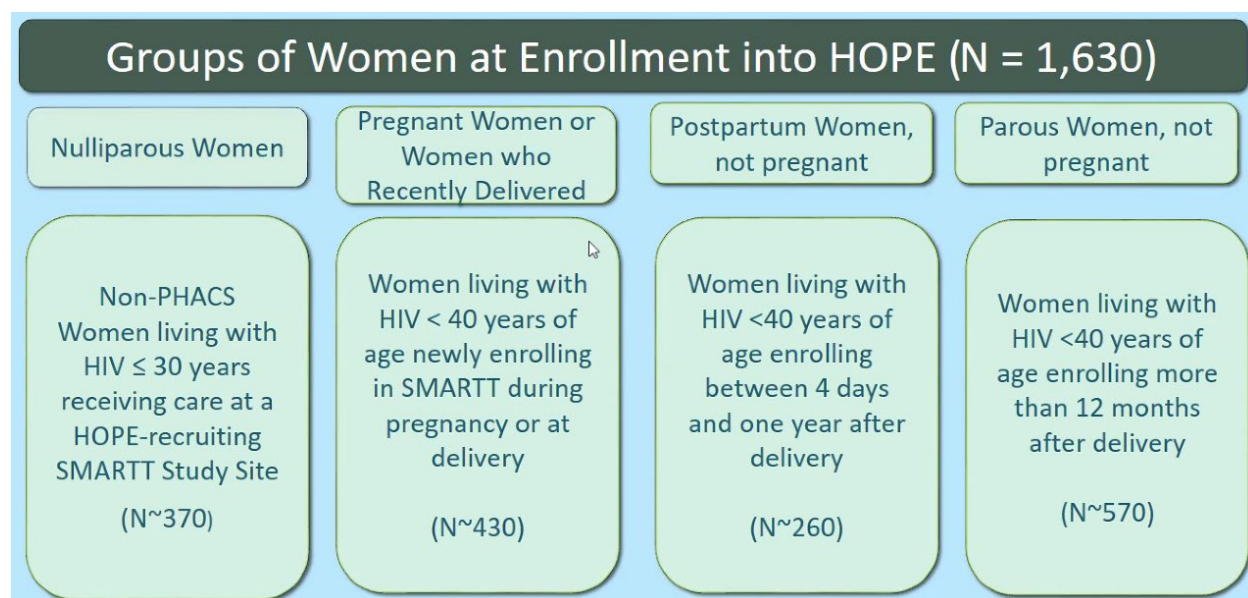 Groups of Women at Enrollment into HOPE (N = 1,630)
Nulliparous Women
Pregnant Women or
Women who
Recently Delivered
Postpartum Women,
not pregnant
Parous Women, not
pregnant
Non-PHACS
Women living with
HIV ≤ 30 years
receiving care at a
HOPE-recruiting
SMARTT Study Site
(N~370)
Women living with
HIV < 40 years of
age newly enrolling
in SMARTT during
pregnancy or at
delivery
(N~430)
Women living with
HIV <40 years of
age enrolling
between 4 days
and one year after
delivery
(N~260)
Women living with
HIV <40 years of
age enrolling more
than 12 months
after delivery
(N~570)